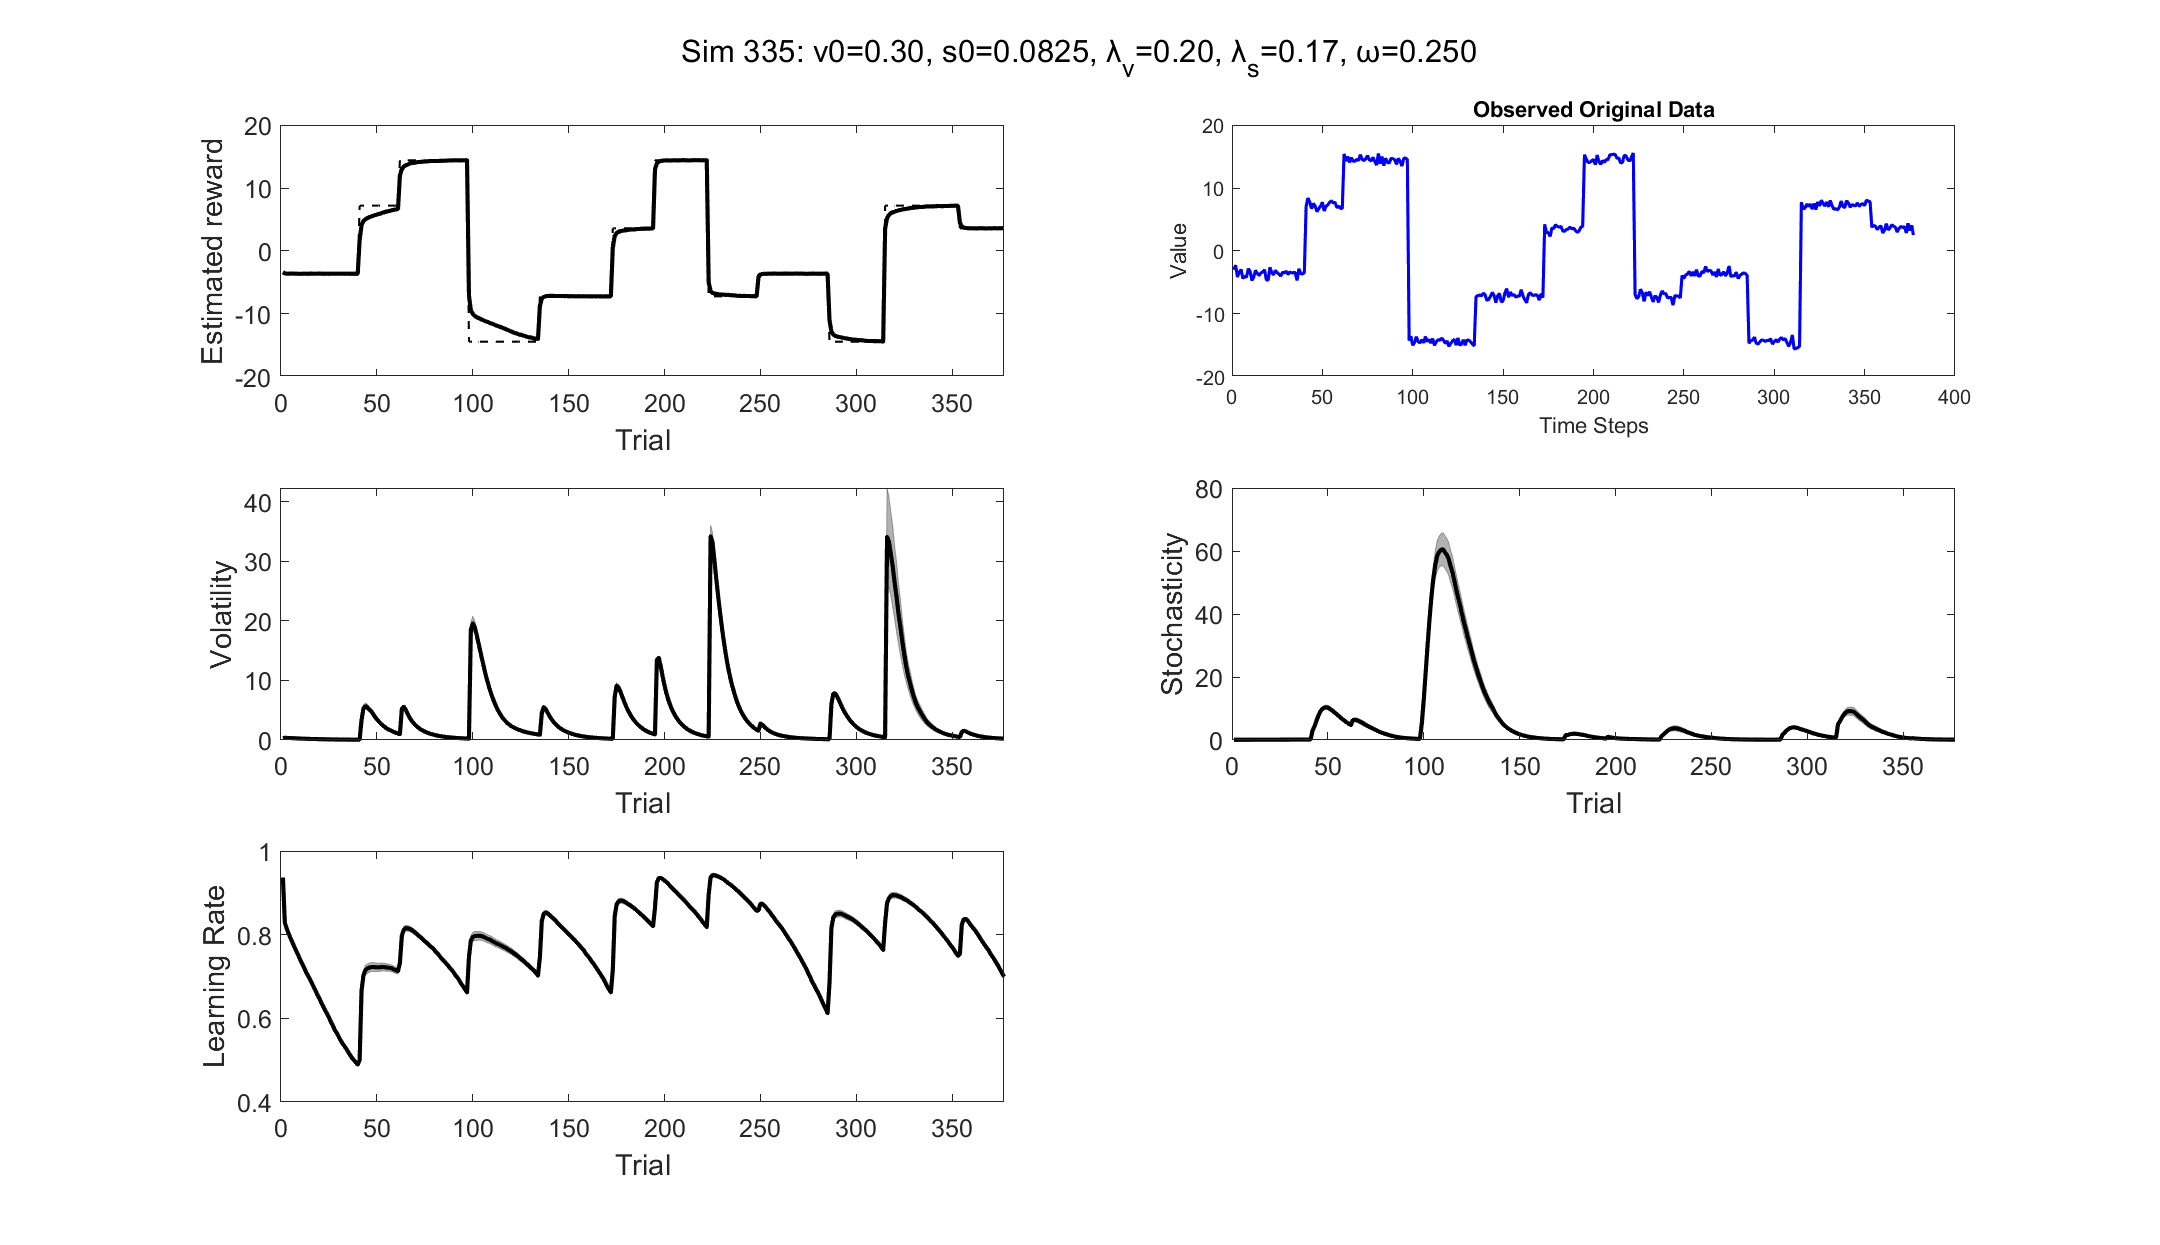 Sim 335: v0=0.30, s0=0.0825, λv=0.20, λs=0.17, ω=0.250
20
10
0
-10
-20
Estimated reward
0 50 100 150 200 250 300 350
Trial
Observed Original Data
20
10
0
-10
-20
Value
0 50 100 150 200 250 300 350 400
Time Steps
40
30
20
10
0
Volatility
0 50 100 150 200 250 300 350
Trial
80
60
40
20
0
Stochasticity
0 50 100 150 200 250 300 350
Trial
1
0.8
0.6
0.4
Learning Rate
0 50 100 150 200 250 300 350
Trial